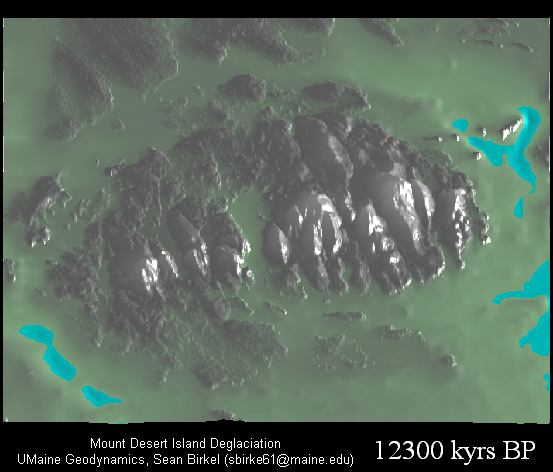 Mount Desert Island Deglaciation
UMaine Geodynamics, Sean Birkel (sbirke61@maine.edu)
12300 kyrs BP